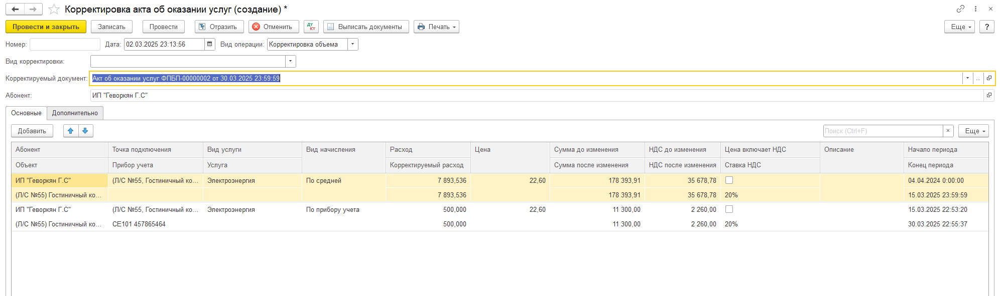 Корректировка акта об оказании услуг (создание) *
Провести и закрыть Записать Провести Отразить Отменить Дт Кт Выписать документы Печать Еще ?
Номер: Дата: 02.03.2025 23:13:56 Вид операции: Корректировка объема
Вид корректировки:
Корректируемый документ: Акт об оказании услуг ФПБП-00000002 от 30.03.2025 23:59:59 ...
Абонент: ИП "Геворкян Г.С"
Основные Дополнительно
Добавить Поиск (Ctrl+F) × Еще
Абонент Точка подключения Вид услуги Вид начисления Расход Цена Сумма до изменения НДС до изменения Цена включает НДС Описание Начало периода
Объект Прибор учета Услуга Корректируемый расход Сумма после изменения НДС после изменения Ставка НДС Конец периода
ИП "Геворкян Г.С" (Л/С №55, Гостиничный ко... Электроэнергия По средней 7 893,536 22,60 178 393,91 35 678,78 04.04.2024 0:00:00
(Л/С №55) Гостиничный ко... 7 893,536 178 393,91 35 678,78 20% 15.03.2025 23:59:59
ИП "Геворкян Г.С" (Л/С №55, Гостиничный ко... Электроэнергия По прибору учета 500,000 22,60 11 300,00 2 260,00 15.03.2025 22:53:20
(Л/С №55) Гостиничный ко... СЕ101 457865464 500,000 11 300,00 2 260,00 20% 30.03.2025 22:55:37